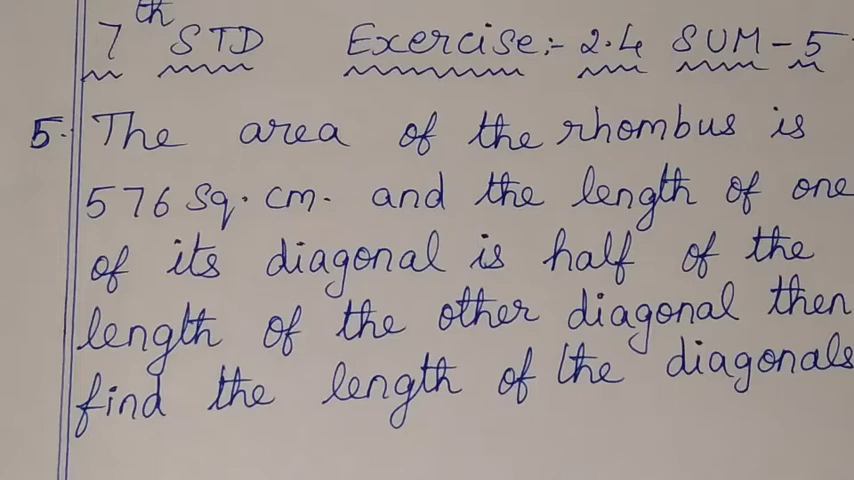 7th STD Exercise:- 2.4 SUM-5
5. The area of the rhombus is
576 sq. cm. and the length of one
of its diagonal is half of the
length of the other diagonal then
find the length of the diagonals